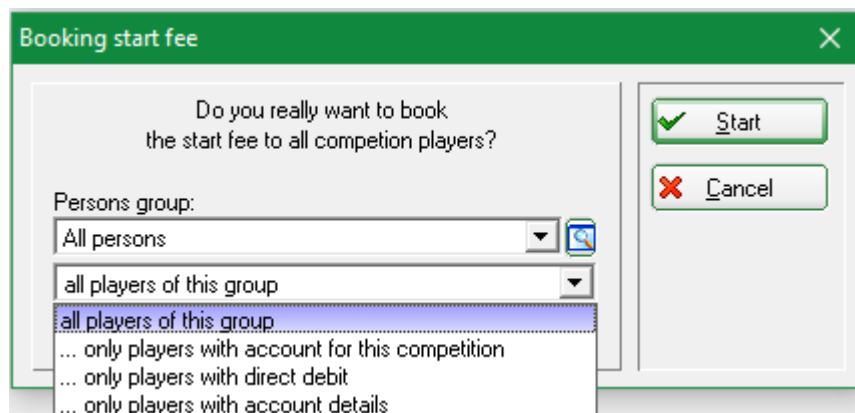 Booking start fee
Do you really want to book
the start fee to all competion players?
Start
Cancel
Persons group:
All persons
all players of this group
all players of this group
... only players with account for this competition
... only players with direct debit
... only players with account details